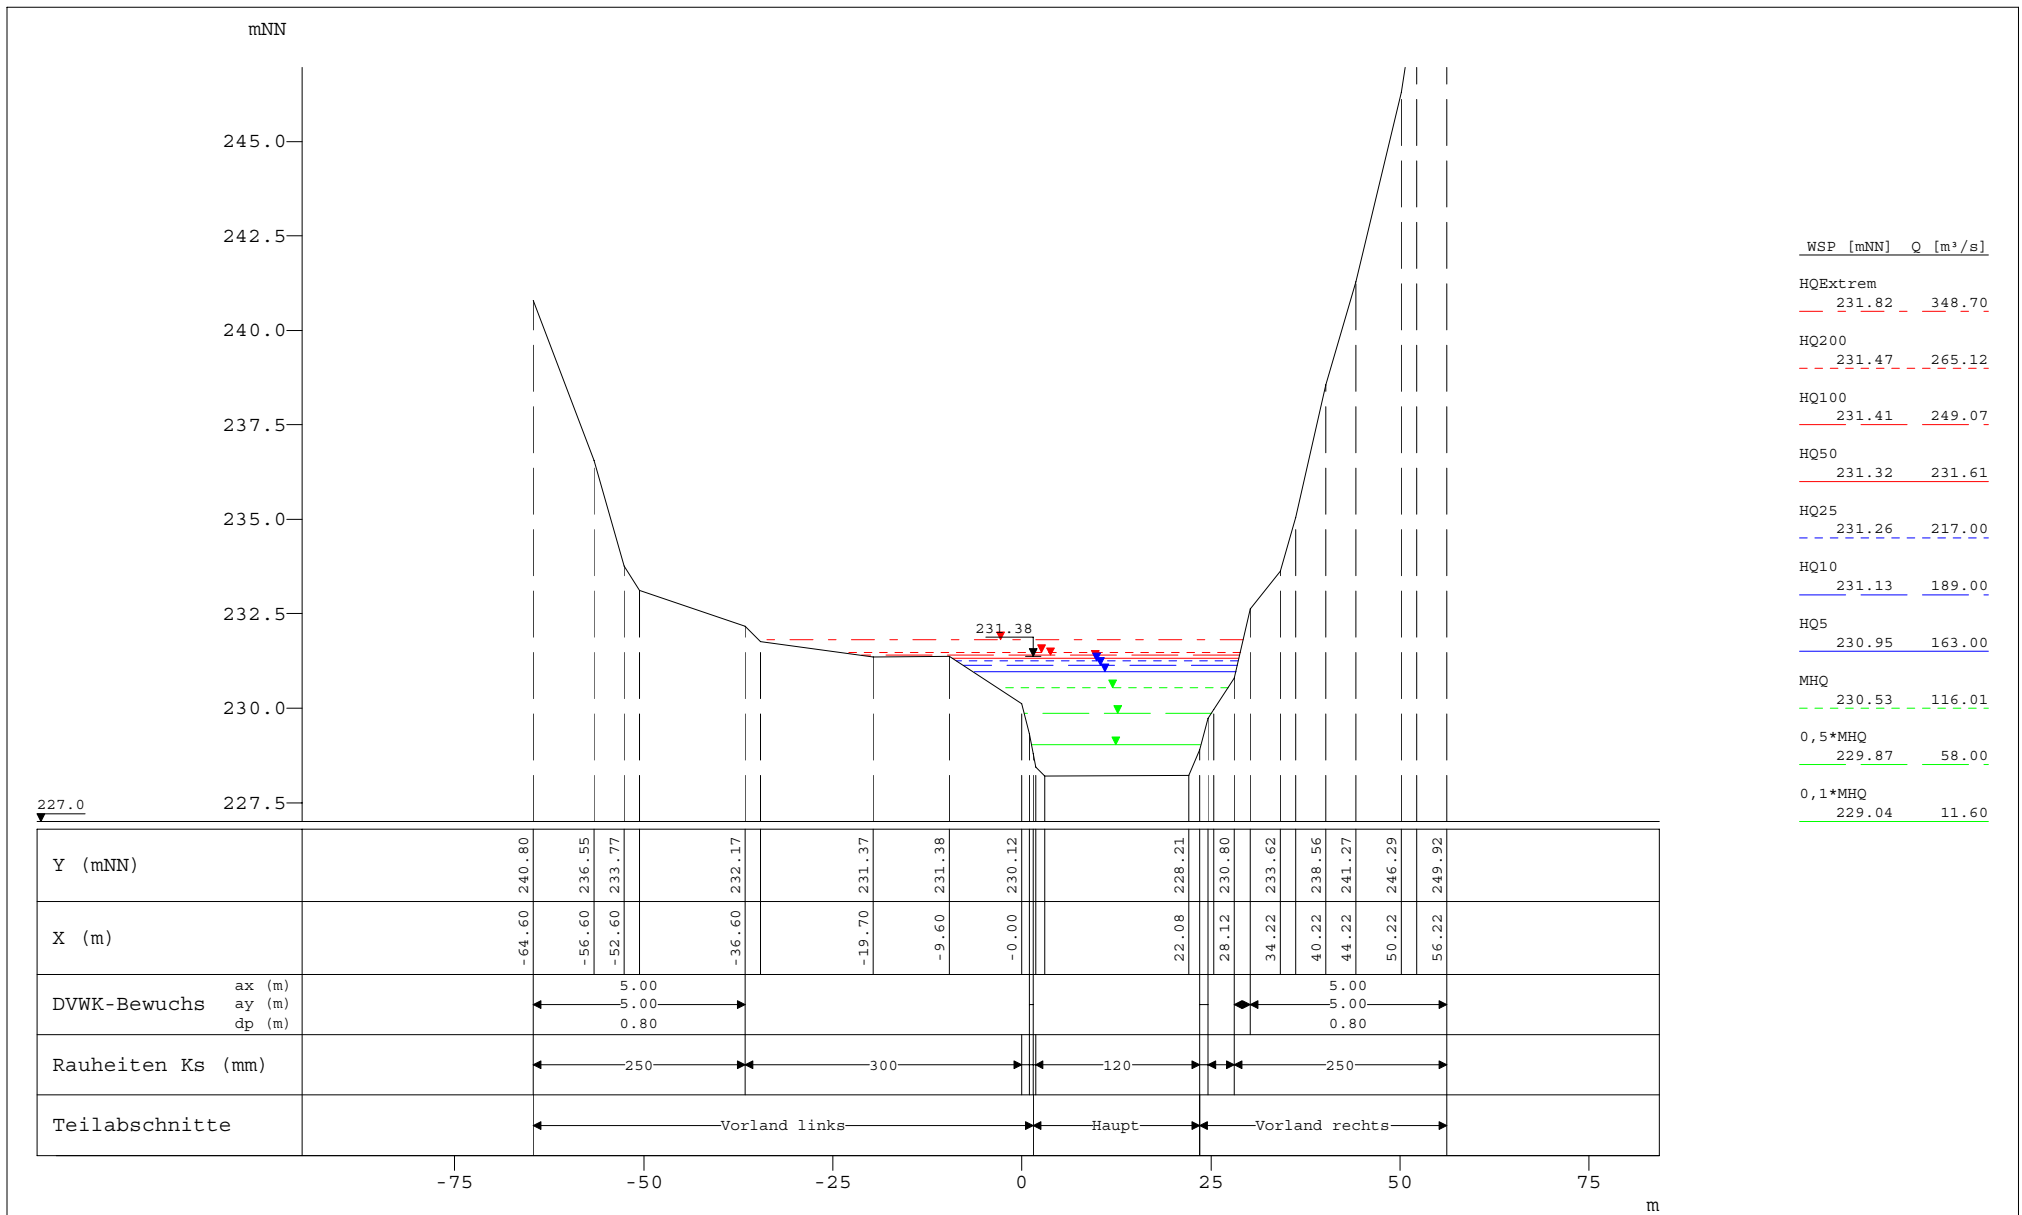 mNN
245.0
242.5
240.0
237.5
235.0
232.5
230.0
227.5
227.0
231.38
WSP [mNN] Q [m³/s]
HQExtrem
231.82 348.70
HQ200
231.47 265.12
HQ100
231.41 249.07
HQ50
231.32 231.61
HQ25
231.26 217.00
HQ10
231.13 189.00
HQ5
230.95 163.00
MHQ
230.53 116.01
0,5*MHQ
229.87 58.00
0,1*MHQ
229.04 11.60
Y (mNN) 240.80 236.55 233.77 232.17 231.37 231.38 230.12 228.21 230.80 233.62 238.56 241.27 246.29 249.92
X (m) -64.60 -56.60 -52.60 -36.60 -19.70 -9.60 -0.00 22.08 28.12 34.22 40.22 44.22 50.22 56.22
DVWK-Bewuchs
ax (m) 5.00 5.00
ay (m) 5.00 5.00
dp (m) 0.80 0.80
Rauheiten Ks (mm) 250 300 120 250
Teilabschnitte Vorland links Haupt Vorland rechts
-75 -50 -25 0 25 50 75
m